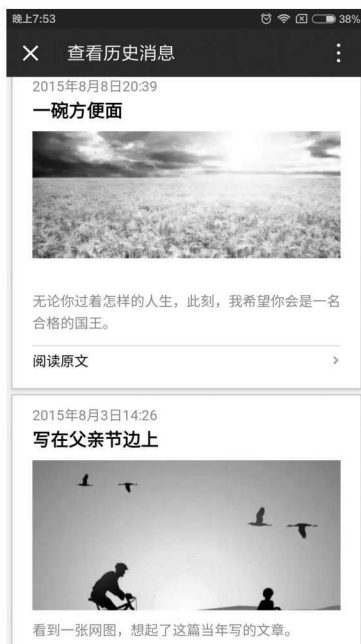 晚上7:53
38%
查看历史消息
2015年8月8日20:39
一碗方便面
无论你过着怎样的人生，此刻，我希望你会是一名
合格的国王。
阅读原文
2015年8月3日14:26
写在父亲节边上
看到一张网图，想起了这篇当年写的文章。